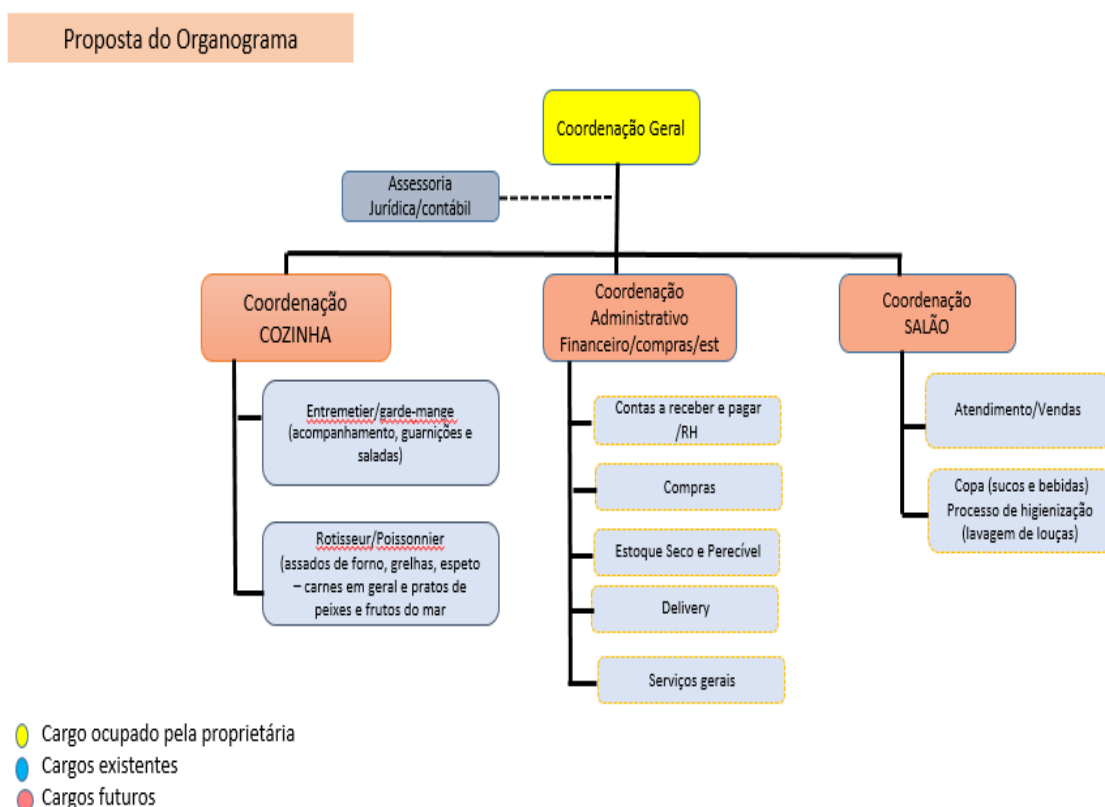 Proposta do Organograma
Coordenação Geral
Assessoria
Jurídica/contábil
Coordenação
COZINHA
Coordenação
Administrativo
Financeiro/compras/est
Coordenação
SALÃO
Entremetier/garde-mange
(acompanhamento, guarnições e
saladas)
Rotisseur/Poissonnier
(assados de forno, grelhas, espeto
– carnes em geral e pratos de
peixes e frutos do mar
Contas a receber e pagar
/RH
Compras
Estoque Seco e Perecível
Delivery
Serviços gerais
Atendimento/Vendas
Copa (sucos e bebidas)
Processo de higienização
(lavagem de louças)
Cargo ocupado pela proprietária
Cargos existentes
Cargos futuros